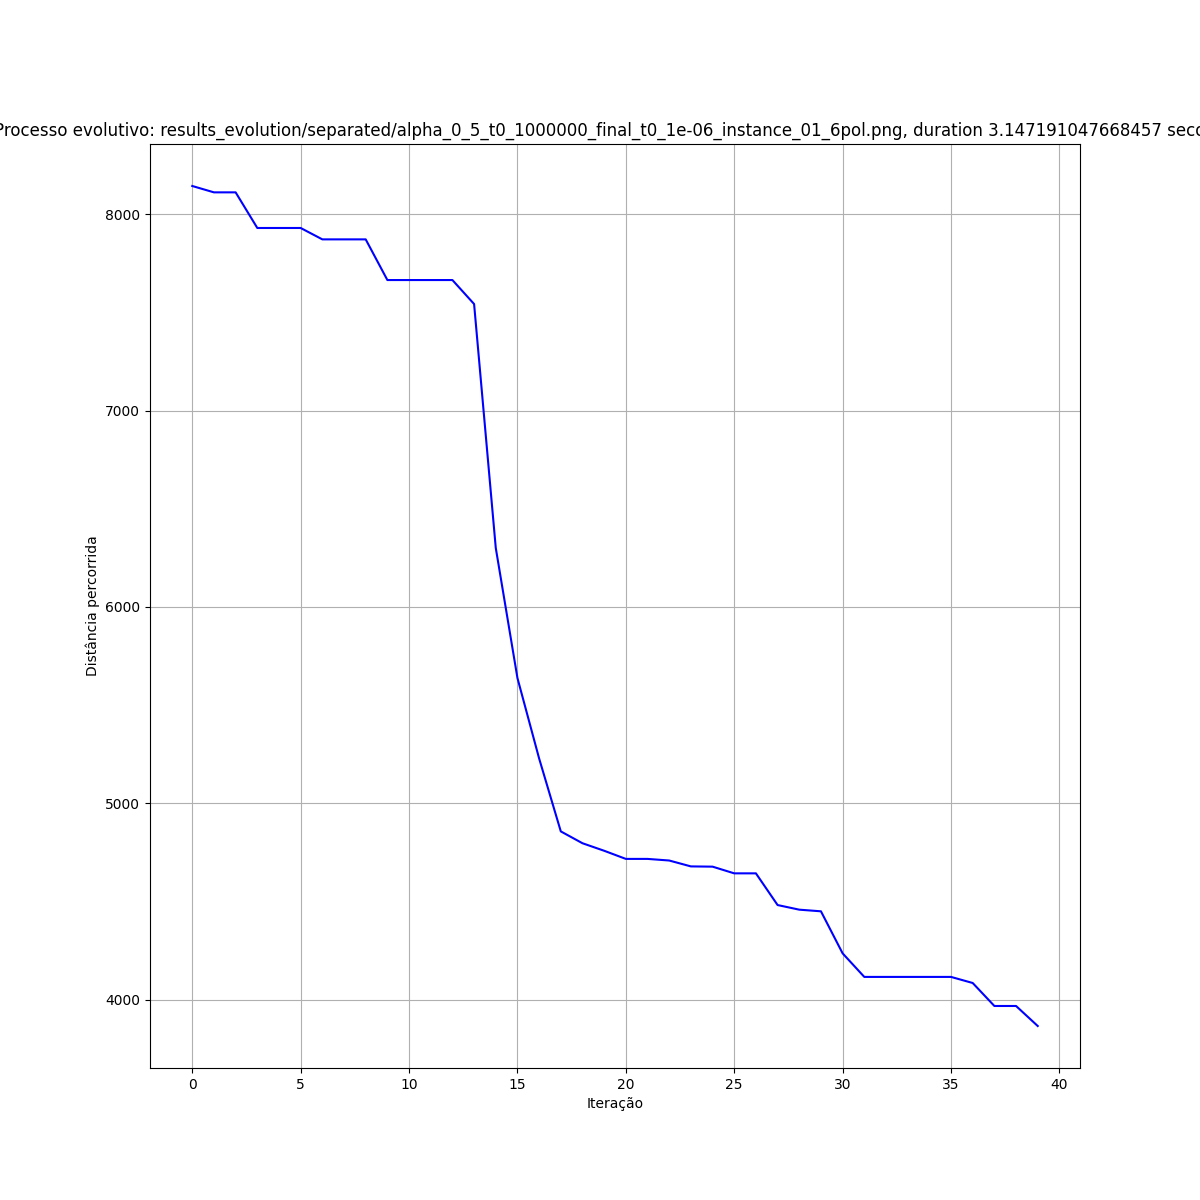 Processo evolutivo: results_evolution/separated/alpha_0_5_t0_1000000_final_t0_1e-06_instance_01_6pol.png, duration 3.147191047668457
8000
7000
6000
5000
4000
Distância percorrida
0 5 10 15 20 25 30 35 40
Iteração